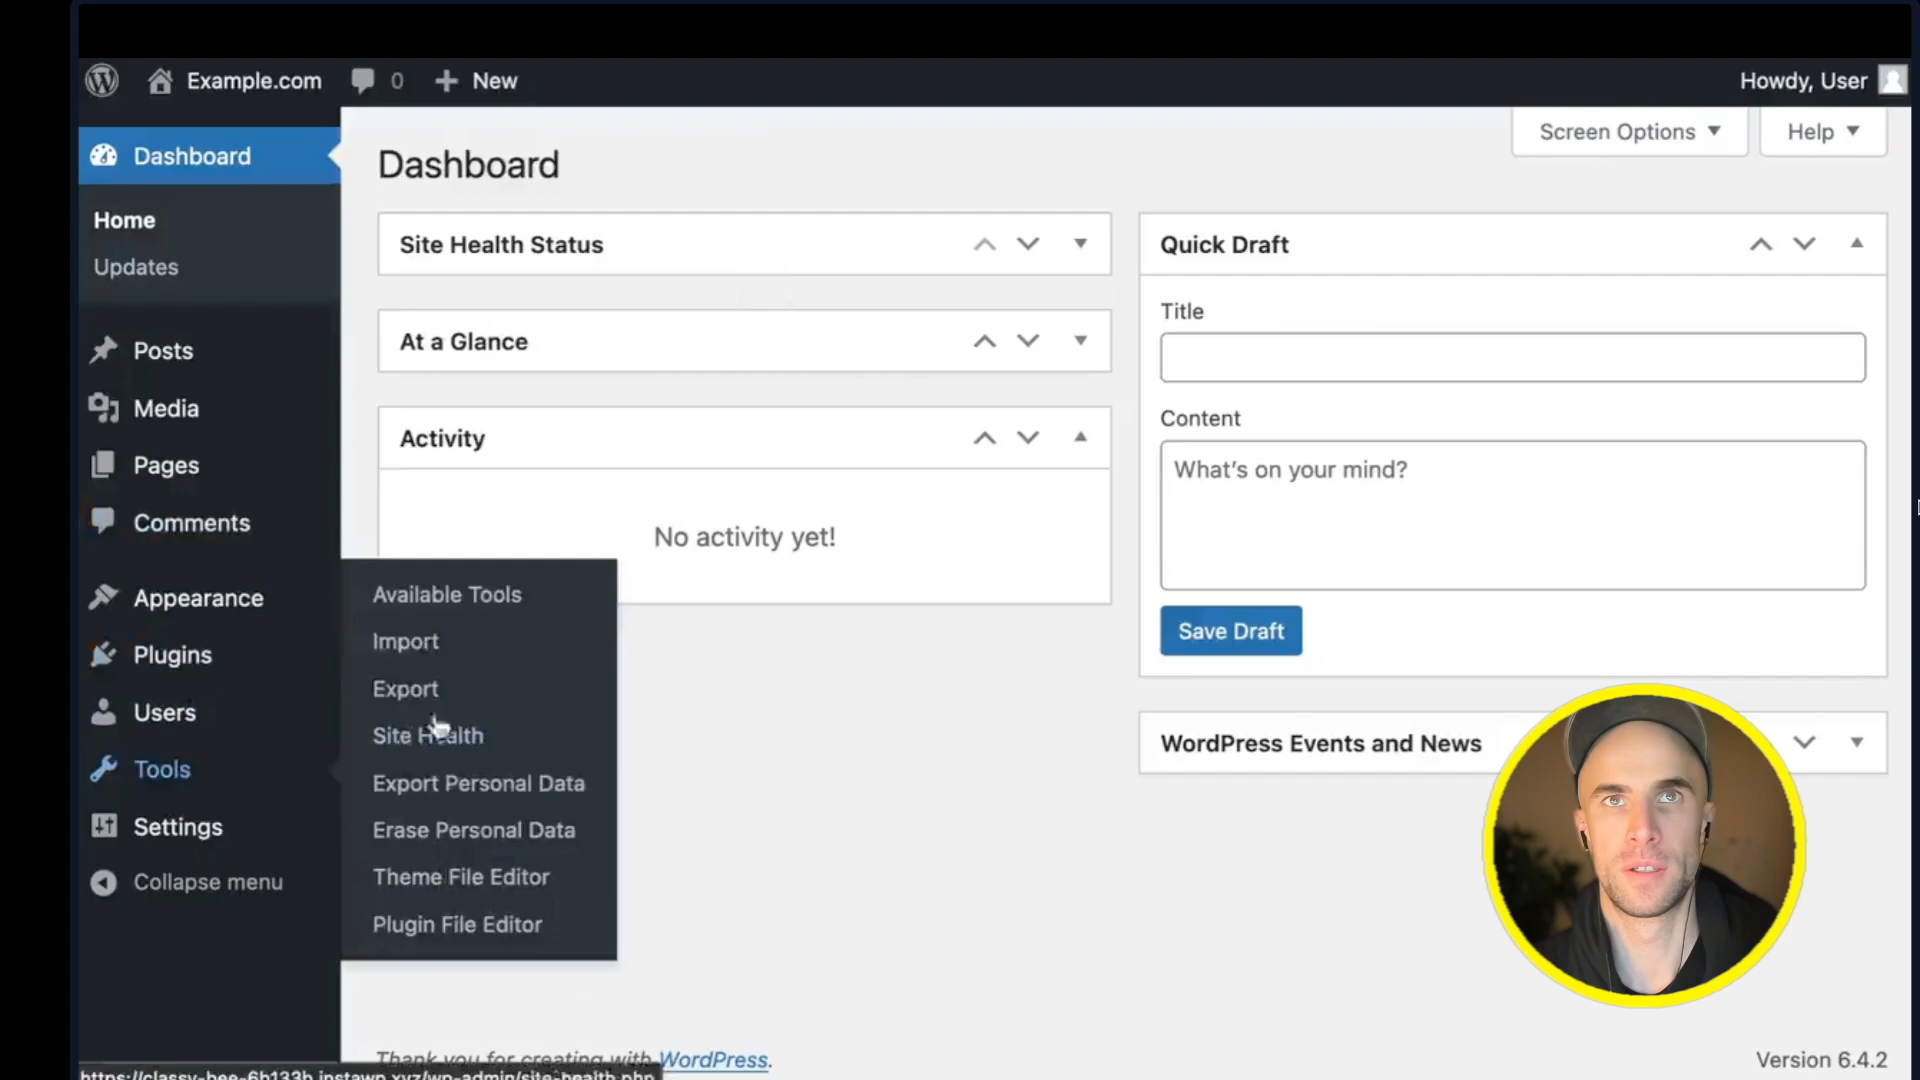 Example.com 0 New Howdy, User
Screen Options Help
Dashboard
Home
Updates
Posts
Media
Pages
Comments
Appearance
Plugins
Users
Tools
Settings
Collapse menu
Available Tools
Import
Export
Site Health
Export Personal Data
Erase Personal Data
Theme File Editor
Plugin File Editor
Dashboard
Site Health Status
At a Glance
Activity
No activity yet!
Quick Draft
Title
Content
What's on your mind?
Save Draft
WordPress Events and News
Thank you for creating with WordPress.
Version 6.4.2
https://classy-bee-6b133b.instawp.xyz/wp-admin/site-health.php